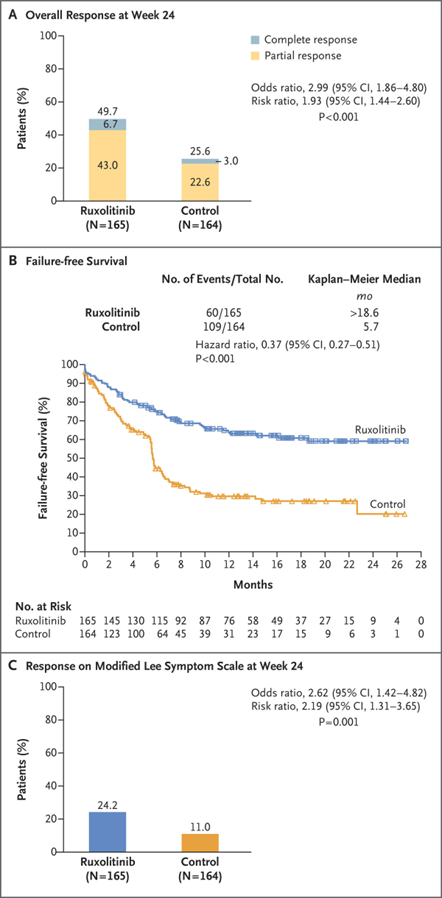 A Overall Response at Week 24
Complete response
Partial response
Odds ratio, 2.99 (95% CI, 1.86–4.80)
Risk ratio, 1.93 (95% CI, 1.44–2.60)
P<0.001
Patients (%)
100
80
60
40
20
0
49.7
6.7
43.0
25.6
3.0
22.6
Ruxolitinib
(N=165)
Control
(N=164)
B Failure-free Survival
No. of Events/Total No. Kaplan–Meier Median
mo
Ruxolitinib 60/165 >18.6
Control 109/164 5.7
Hazard ratio, 0.37 (95% CI, 0.27–0.51)
P<0.001
Failure-free Survival (%)
100
90
80
70
60
50
40
30
20
10
0
Ruxolitinib
Control
0 2 4 6 8 10 12 14 16 18 20 22 24 26 28
Months
No. at Risk
Ruxolitinib 165 145 130 115 92 87 76 58 49 37 27 15 9 4 0
Control 164 123 100 64 45 39 31 23 17 15 9 6 3 1 0
C Response on Modified Lee Symptom Scale at Week 24
Odds ratio, 2.62 (95% CI, 1.42–4.82)
Risk ratio, 2.19 (95% CI, 1.31–3.65)
P=0.001
Patients (%)
100
80
60
40
20
0
24.2
11.0
Ruxolitinib
(N=165)
Control
(N=164)